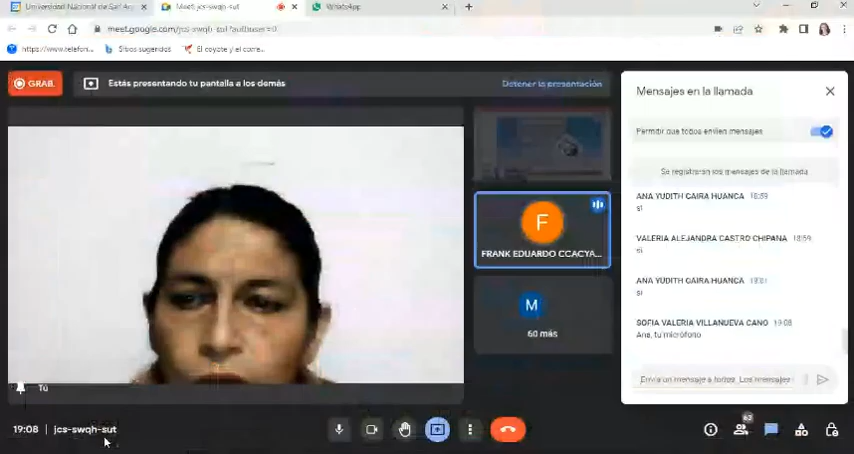 Universidad Nacional de San A
Meet: jcs-swqh-sut
WhatsApp
meet.google.com/jcs-swqh-sut?authuser=0
https://www.telefon...
Sitios sugeridos
El coyote y el corre...
GRAB.
Estás presentando tu pantalla a los demás
Detener la presentación
Mensajes en la llamada
Permitir que todos envíen mensajes
Se registrarán los mensajes de la llamada
ANA YUDITH CAIRA HUANCA 18:59
si
VALERIA ALEJANDRA CASTRO CHIPANA 18:59
si
ANA YUDITH CAIRA HUANCA
si
SOFIA VALERIA VILLANUEVA CANO 19:08
Ana, tu micrófono
Envía un mensaje a todos. Los mensajes
F
FRANK EDUARDO CCACYA...
M
60 más
Tú
19:08 | jcs-swqh-sut
63